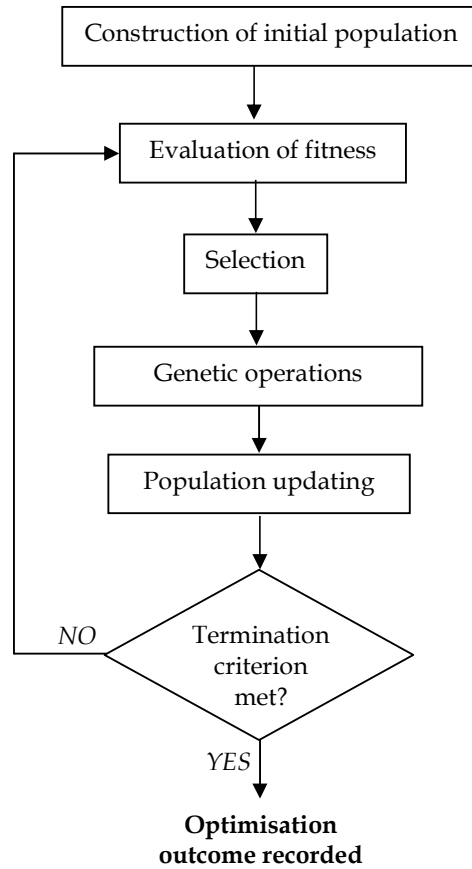 Construction of initial population
Evaluation of fitness
Selection
Genetic operations
Population updating
Termination
criterion
met?
NO
YES
Optimisation
outcome recorded